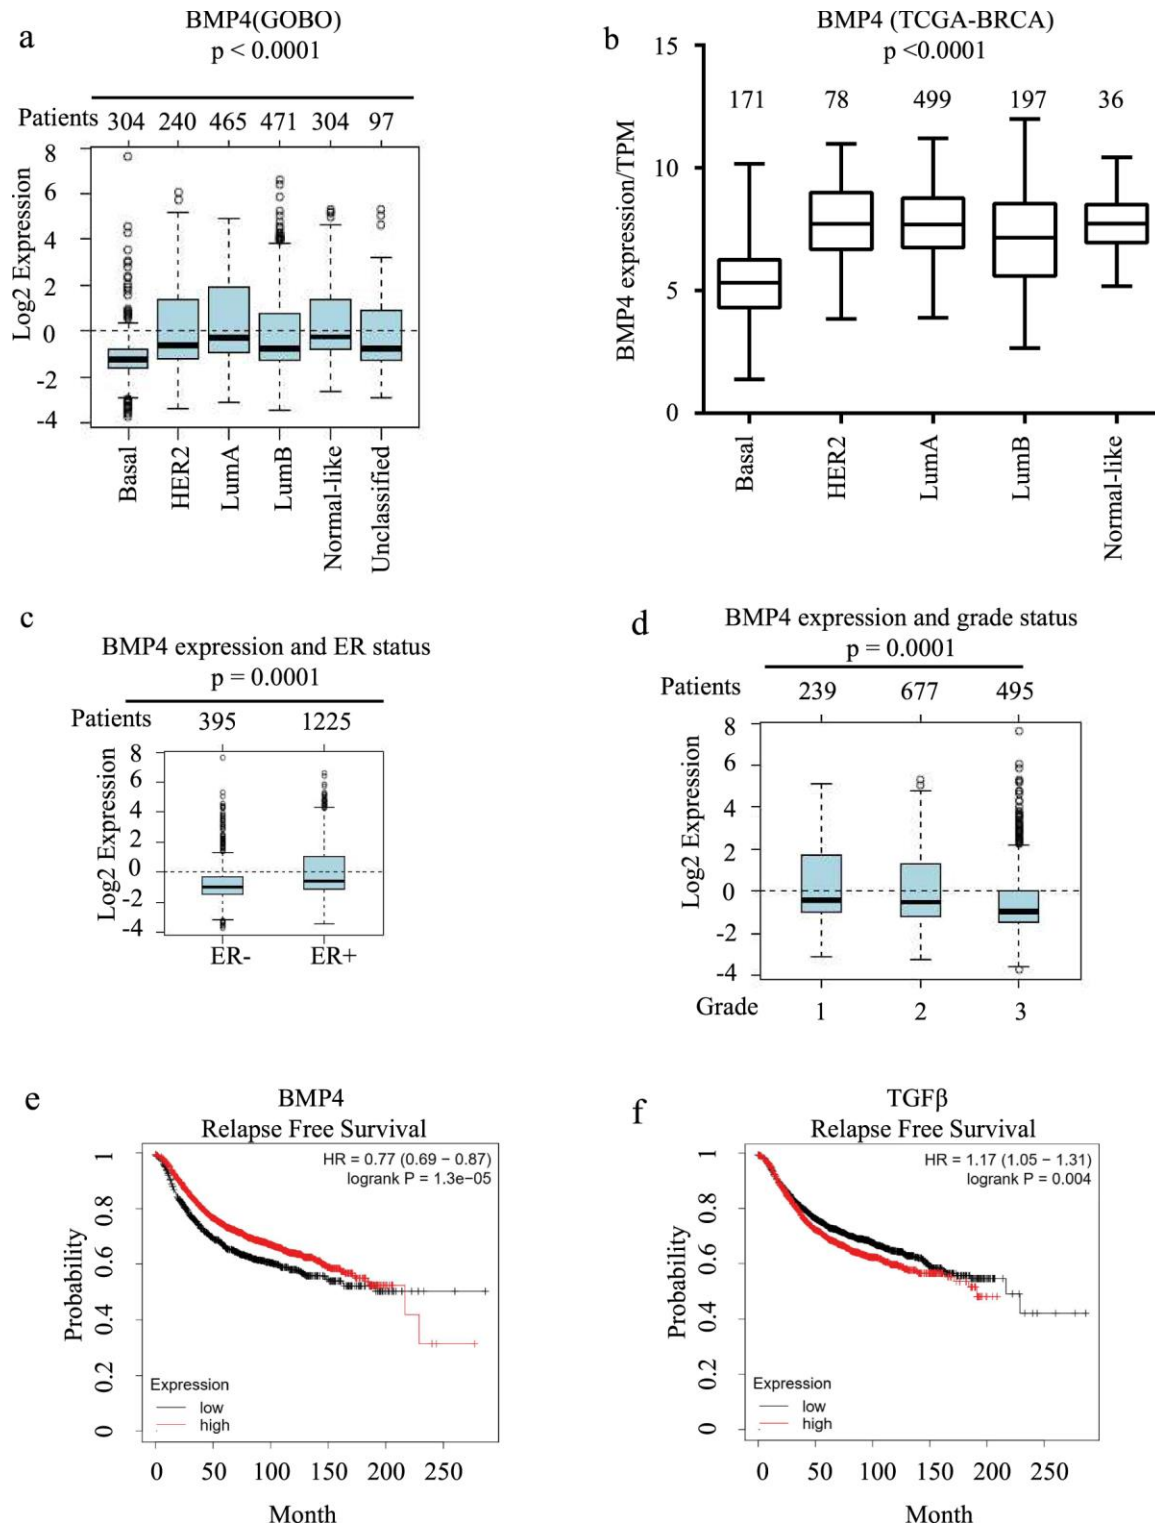 a
BMP4(GOBO)
p < 0.0001
Patients 304 240 465 471 304 97
Log2 Expression
8
6
4
2
0
-2
-4
Basal
HER2
LumA
LumB
Normal-like
Unclassified
b
BMP4 (TCGA-BRCA)
p <0.0001
171 78 499 197 36
BMP4 expression/TPM
15
10
5
0
Basal
HER2
LumA
LumB
Normal-like
c
BMP4 expression and ER status
p = 0.0001
Patients 395 1225
Log2 Expression
8
6
4
2
0
-2
-4
ER- ER+
d
BMP4 expression and grade status
p = 0.0001
Patients 239 677 495
Log2 Expression
8
6
4
2
0
-2
-4
Grade 1 2 3
e
BMP4
Relapse Free Survival
HR = 0.77 (0.69 − 0.87)
logrank P = 1.3e−05
Probability
1
0.8
0.6
0.4
0.2
0
Expression
low
high
0 50 100 150 200 250
Month
f
TGFβ
Relapse Free Survival
HR = 1.17 (1.05 − 1.31)
logrank P = 0.004
Probability
1
0.8
0.6
0.4
0.2
0
Expression
low
high
0 50 100 150 200 250
Month